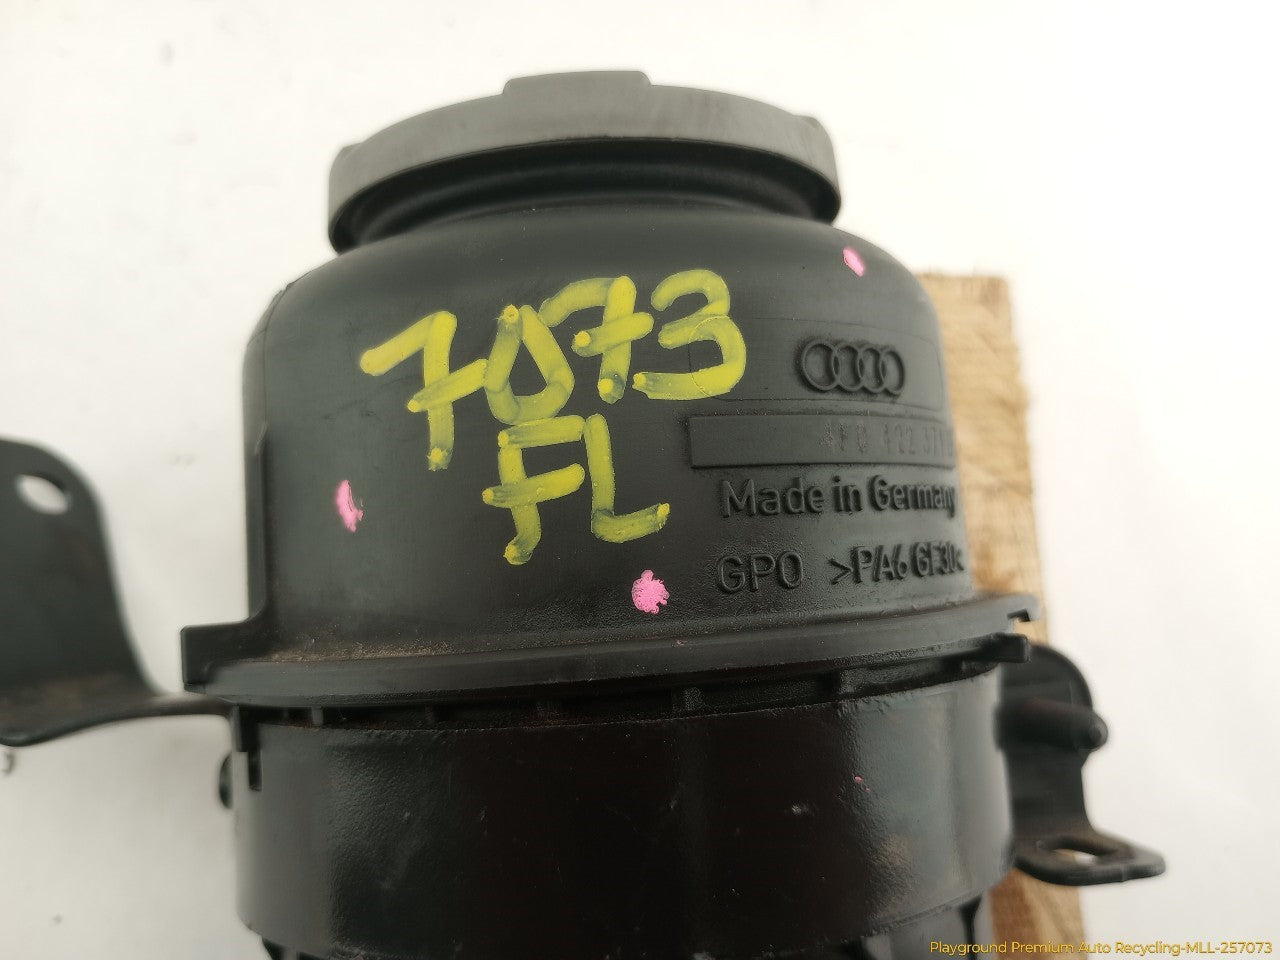 7073
FL
Made in Germany
GPO >PA6 GF30<
Playground Premium Auto Recycling-MLL-257073